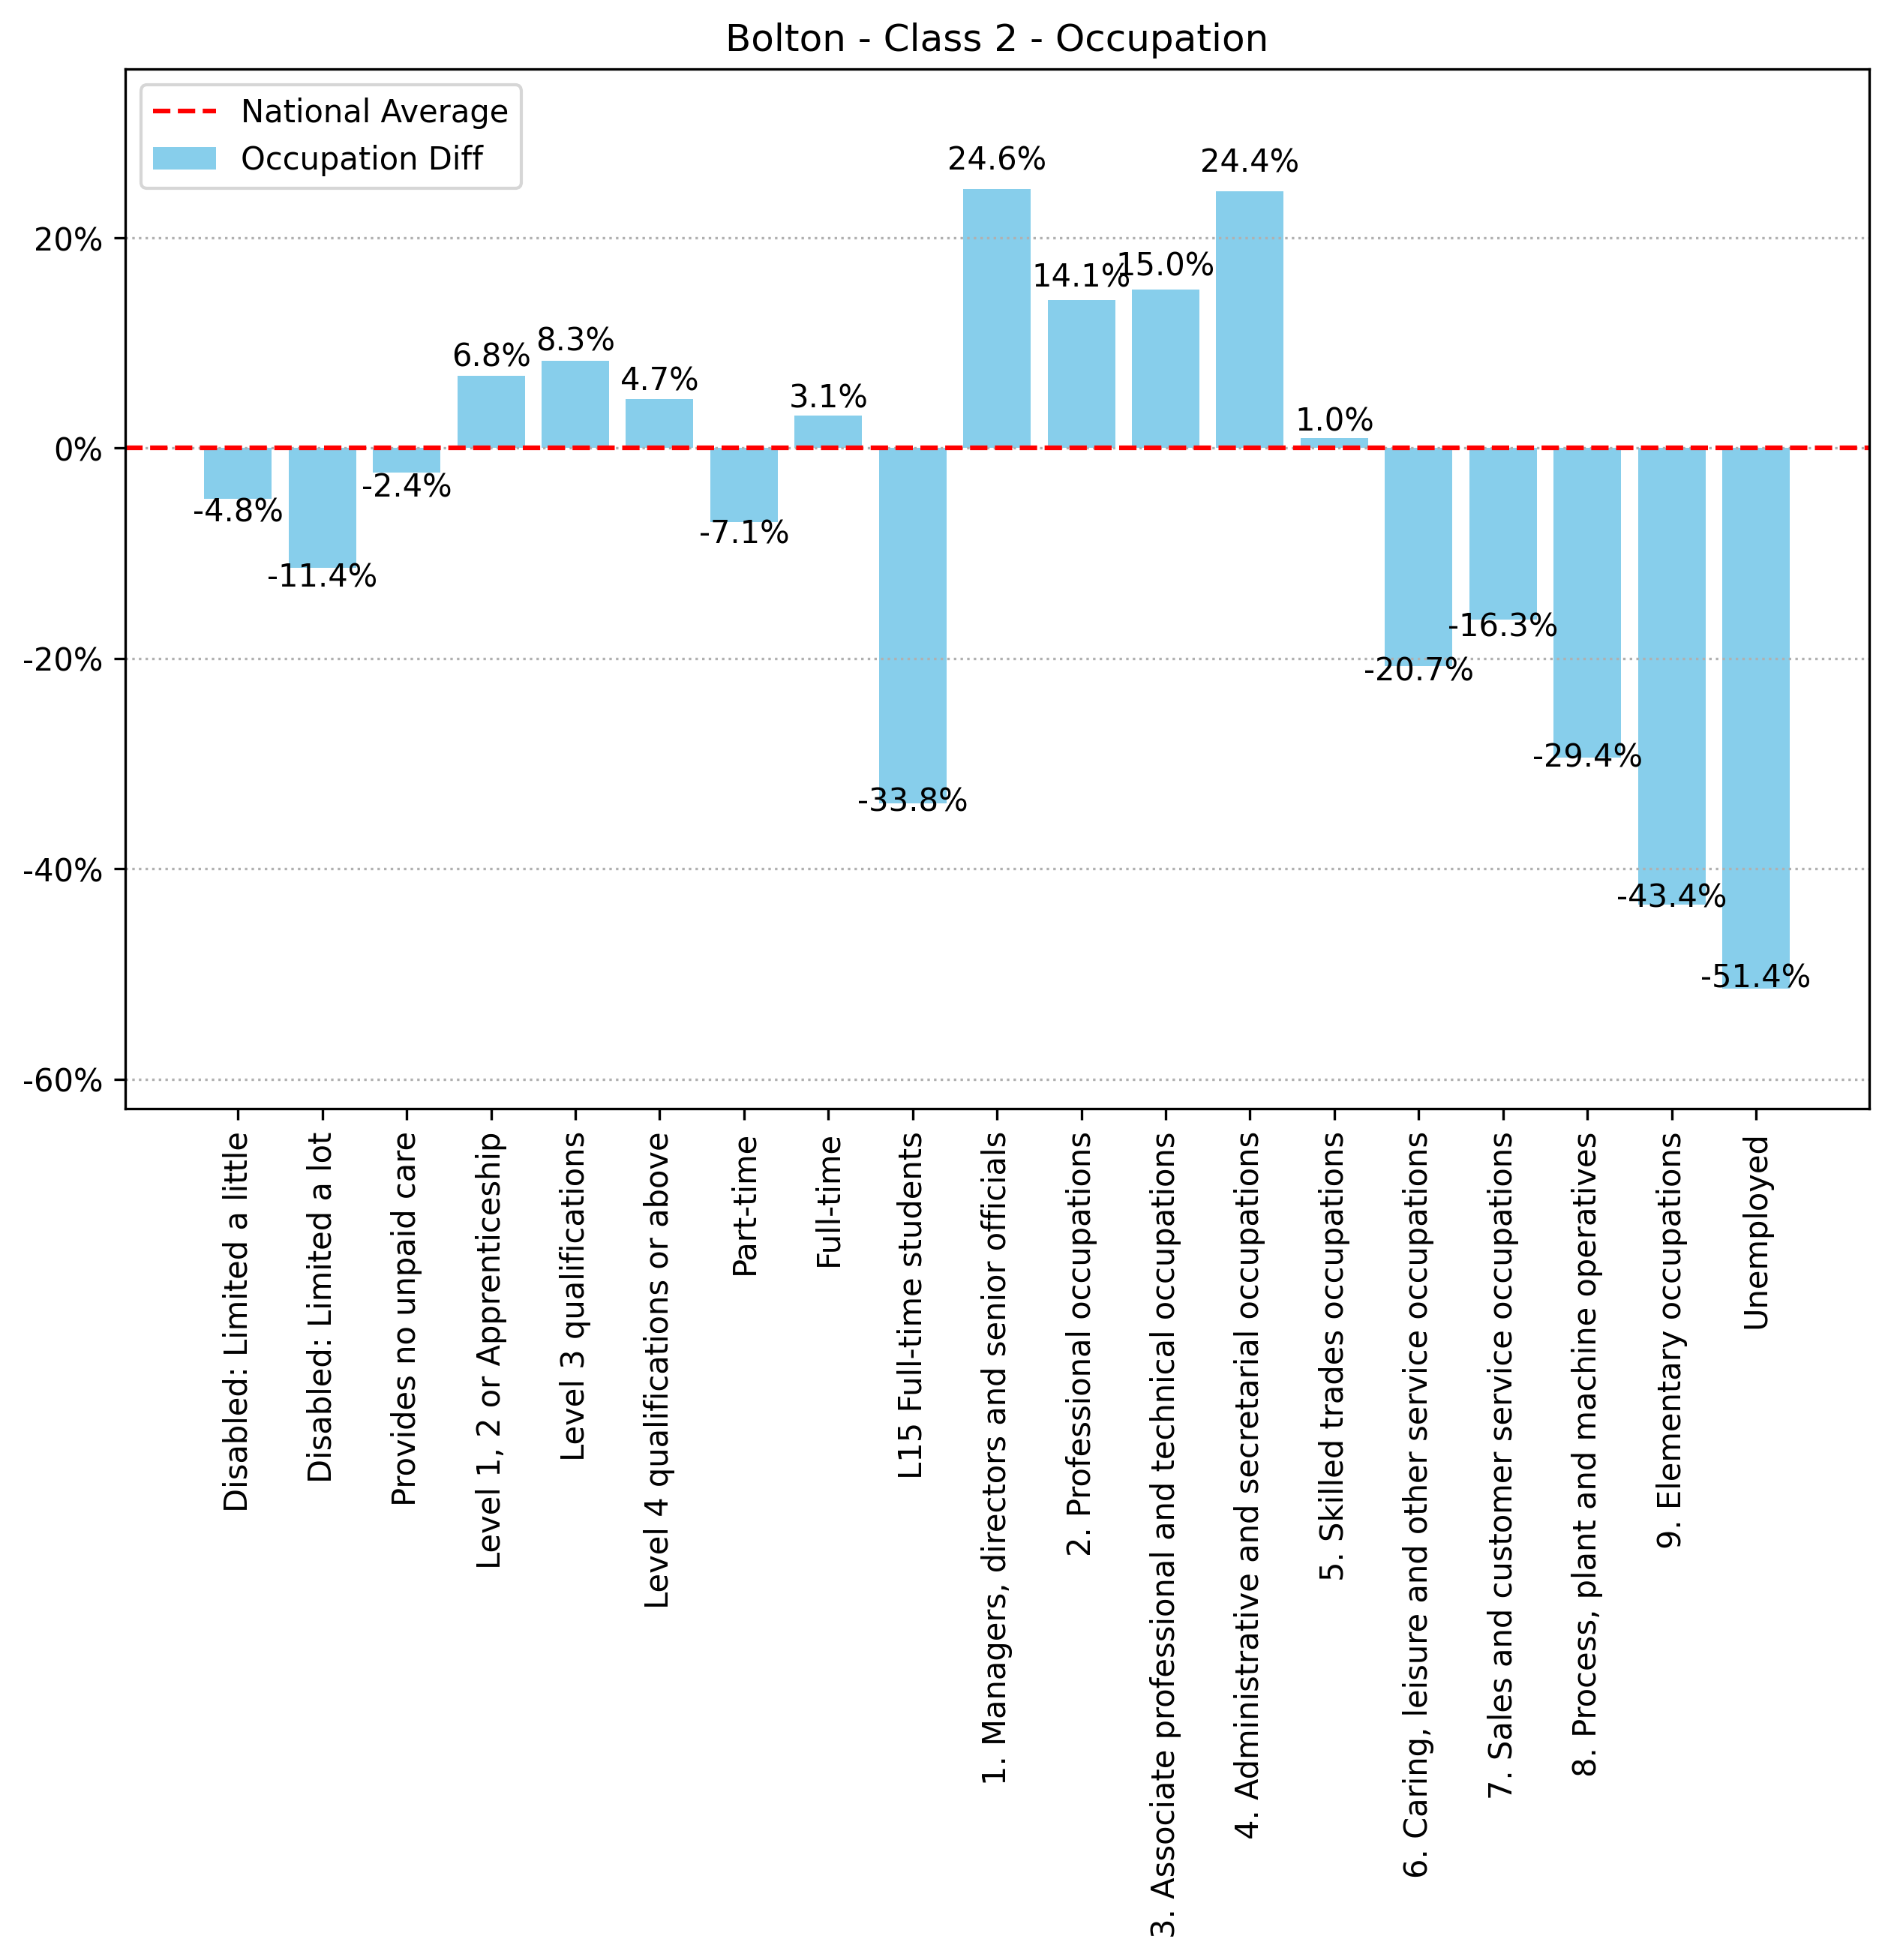 Bolton - Class 2 - Occupation
National Average
Occupation Diff
20%
0%
-20%
-40%
-60%
-4.8%
-11.4%
-2.4%
6.8%
8.3%
4.7%
-7.1%
3.1%
-33.8%
24.6%
14.1%
15.0%
24.4%
1.0%
-20.7%
-16.3%
-29.4%
-43.4%
-51.4%
Disabled: Limited a little
Disabled: Limited a lot
Provides no unpaid care
Level 1, 2 or Apprenticeship
Level 3 qualifications
Level 4 qualifications or above
Part-time
Full-time
L15 Full-time students
1. Managers, directors and senior officials
2. Professional occupations
3. Associate professional and technical occupations
4. Administrative and secretarial occupations
5. Skilled trades occupations
6. Caring, leisure and other service occupations
7. Sales and customer service occupations
8. Process, plant and machine operatives
9. Elementary occupations
Unemployed